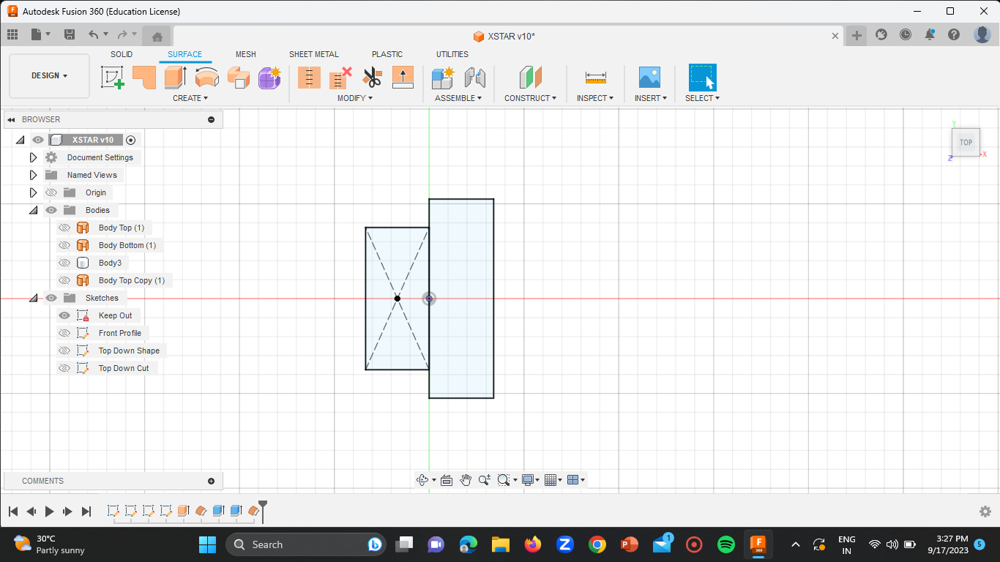 Autodesk Fusion 360 (Education License)
XSTAR v10*
SOLID SURFACE MESH SHEET METAL PLASTIC UTILITIES
DESIGN
CREATE MODIFY ASSEMBLE CONSTRUCT INSPECT INSERT SELECT
BROWSER
XSTAR v10
Document Settings
Named Views
Origin
Bodies
Body Top (1)
Body Bottom (1)
Body3
Body Top Copy (1)
Sketches
Keep Out
Front Profile
Top Down Shape
Top Down Cut
Y
TOP
X
Z
COMMENTS
30°C
Partly sunny
Search
1
F
360
ENG
IN
3:27 PM
9/17/2023
5